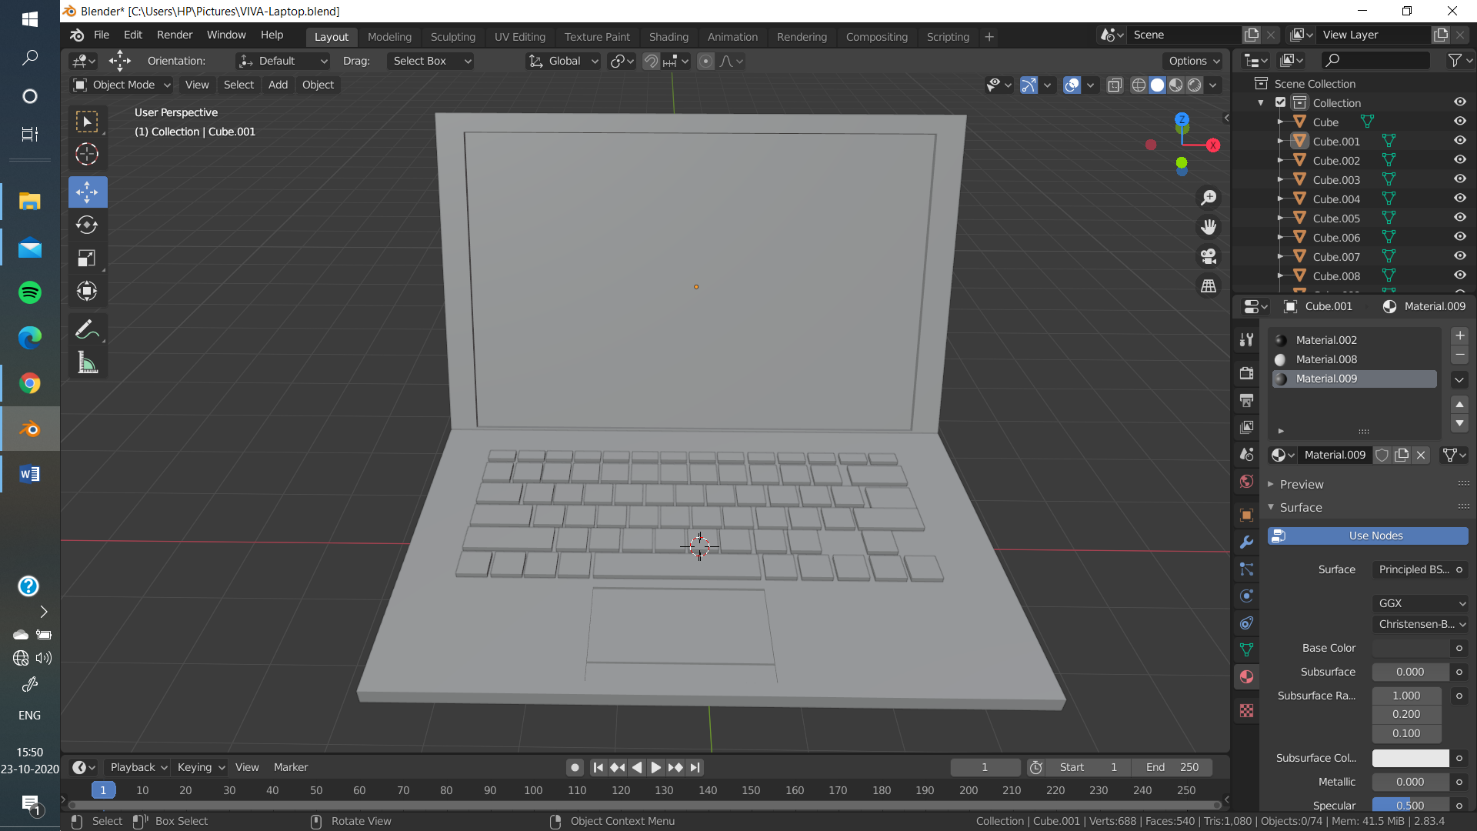 Blender* [C:\Users\HP\Pictures\VIVA-Laptop.blend]
File Edit Render Window Help
Layout Modeling Sculpting UV Editing Texture Paint Shading Animation Rendering Compositing Scripting +
Scene
View Layer
Orientation: Default Drag: Select Box Global Options
Object Mode View Select Add Object
User Perspective
(1) Collection | Cube.001
Z
X
Scene Collection
Collection
Cube
Cube.001
Cube.002
Cube.003
Cube.004
Cube.005
Cube.006
Cube.007
Cube.008
Cube.001 Material.009
Material.002
Material.008
Material.009
Material.009
Preview
Surface
Use Nodes
Surface Principled BS...
GGX
Christensen-B...
Base Color
Subsurface 0.000
Subsurface Ra... 1.000
0.200
0.100
Subsurface Col...
Metallic 0.000
Specular 0.500
ENG
15:50
23-10-2020
1
Playback Keying View Marker 1 Start 1 End 250
1 10 20 30 40 50 60 70 80 90 100 110 120 130 140 150 160 170 180 190 200 210 220 230 240 250
Select Box Select Rotate View Object Context Menu Collection | Cube.001 | Verts:688 | Faces:540 | Tris:1,080 | Objects:0/74 | Mem: 41.5 MiB | 2.83.4